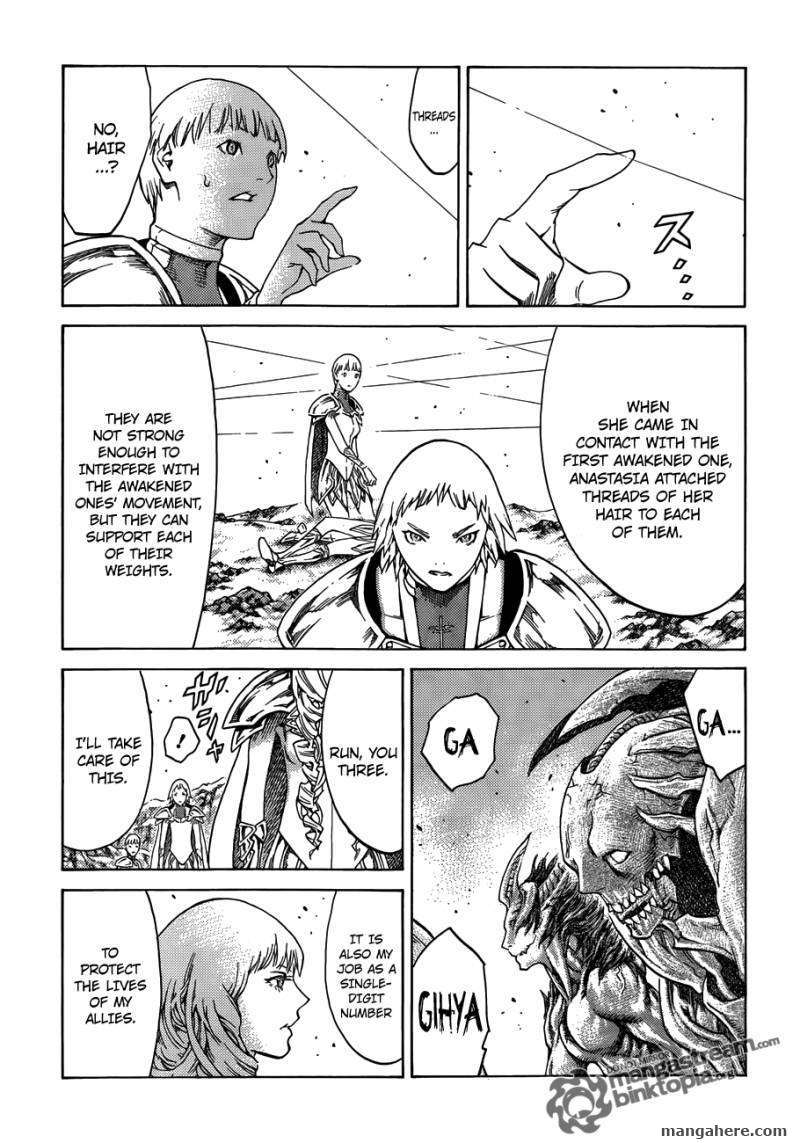 THREADS
...
ス...
NO,
HAIR
...?
WHEN
SHE CAME IN
CONTACT WITH THE
FIRST AWAKENED ONE,
ANASTASIA ATTACHED
THREADS OF HER
HAIR TO EACH
OF THEM.
THEY ARE
NOT STRONG
ENOUGH TO
INTERFERE WITH
THE AWAKENED
ONES' MOVEMENT,
BUT THEY CAN
SUPPORT EACH
OF THEIR
WEIGHTS.
GA...
GA
GIHYA
RUN, YOU
THREE.
ザッ
!
I'LL TAKE
CARE OF
THIS.
IT IS
ALSO MY
JOB AS A
SINGLE-
DIGIT
NUMBER
TO
PROTECT
THE LIVES
OF MY
ALLIES.
mangastream.com
binktopia.org
mangahere.com